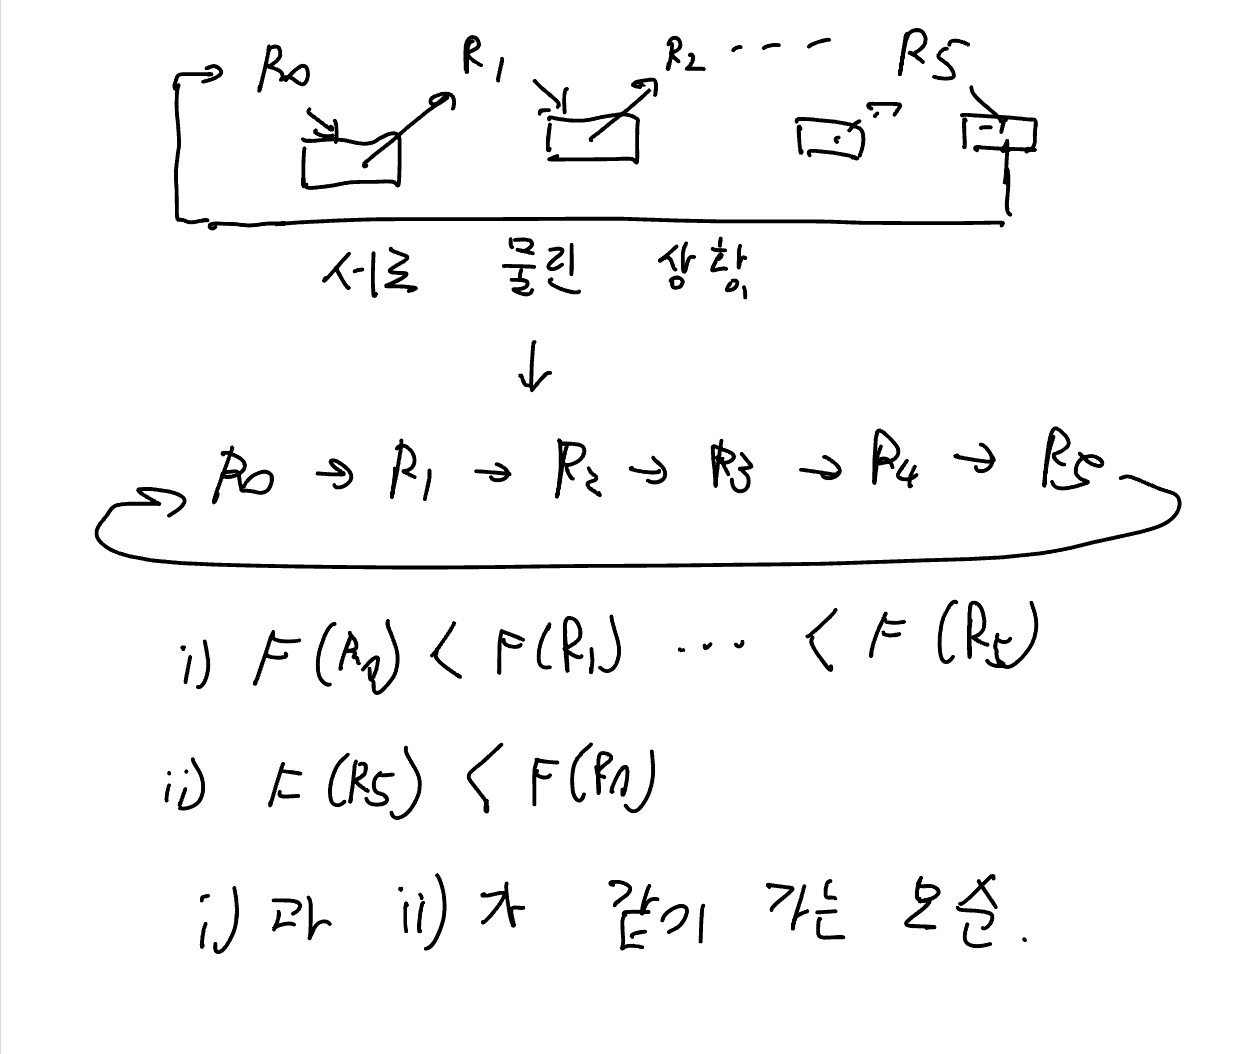 R0 R1 R2 --- R5
서로 물린 상황
R0 → R1 → R2 → R3 → R4 → R5
i) F(R0) < F(R1) ... < F(R5)
ii) F(R5) < F(R0)
i) 과 ii) 가 같이 가는 모순.